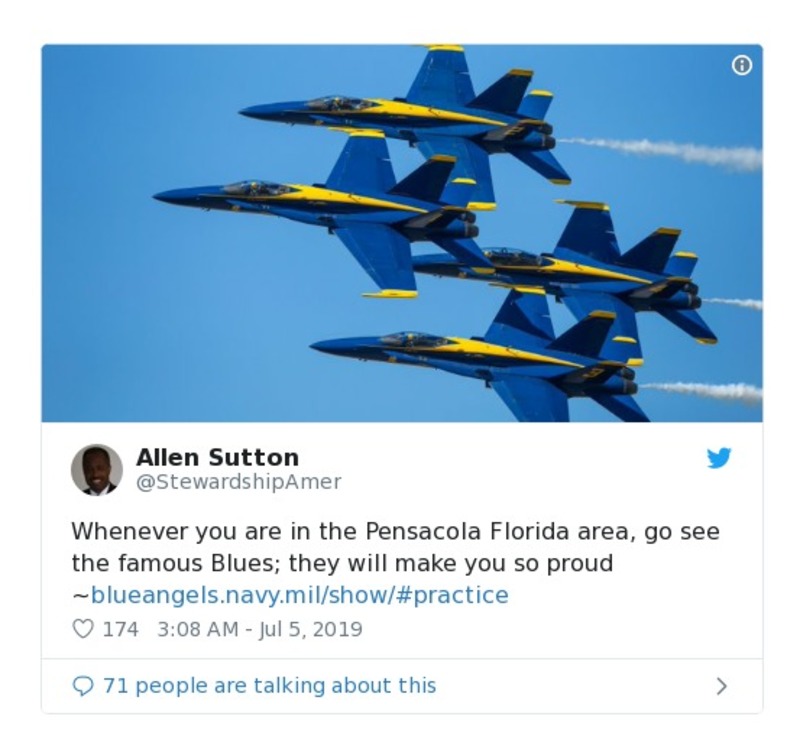 Allen Sutton
@StewardshipAmer
Whenever you are in the Pensacola Florida area, go see
the famous Blues; they will make you so proud
~blueangels.navy.mil/show/#practice
174 3:08 AM - Jul 5, 2019
71 people are talking about this